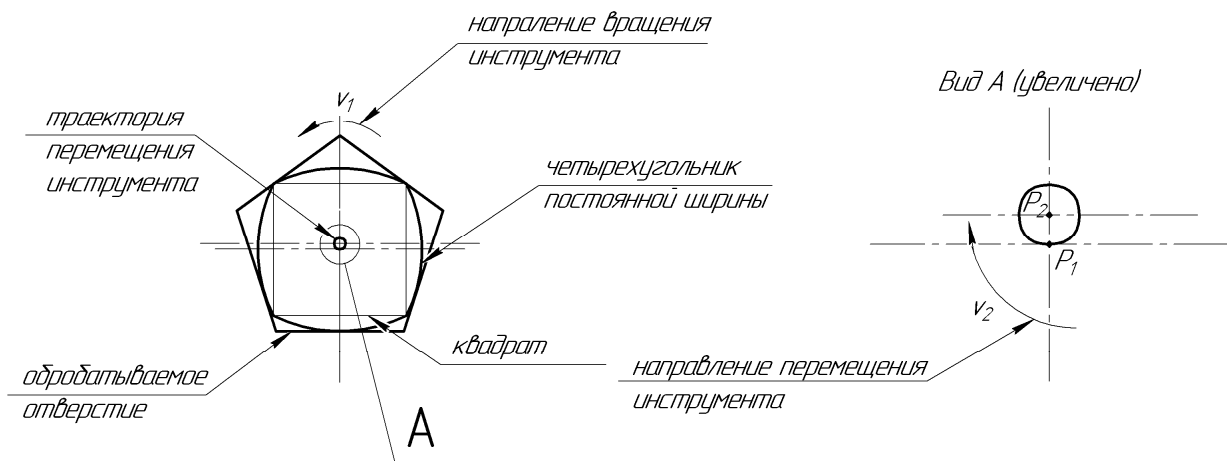 напраление вращения
инструмента
v₁
траектория
перемещения
инструмента
четырехугольник
постоянной ширины
квадрат
обробатываемое
отверстие
А
Вид А (увеличено)
P₂
P₁
v₂
направление перемещения
инструмента